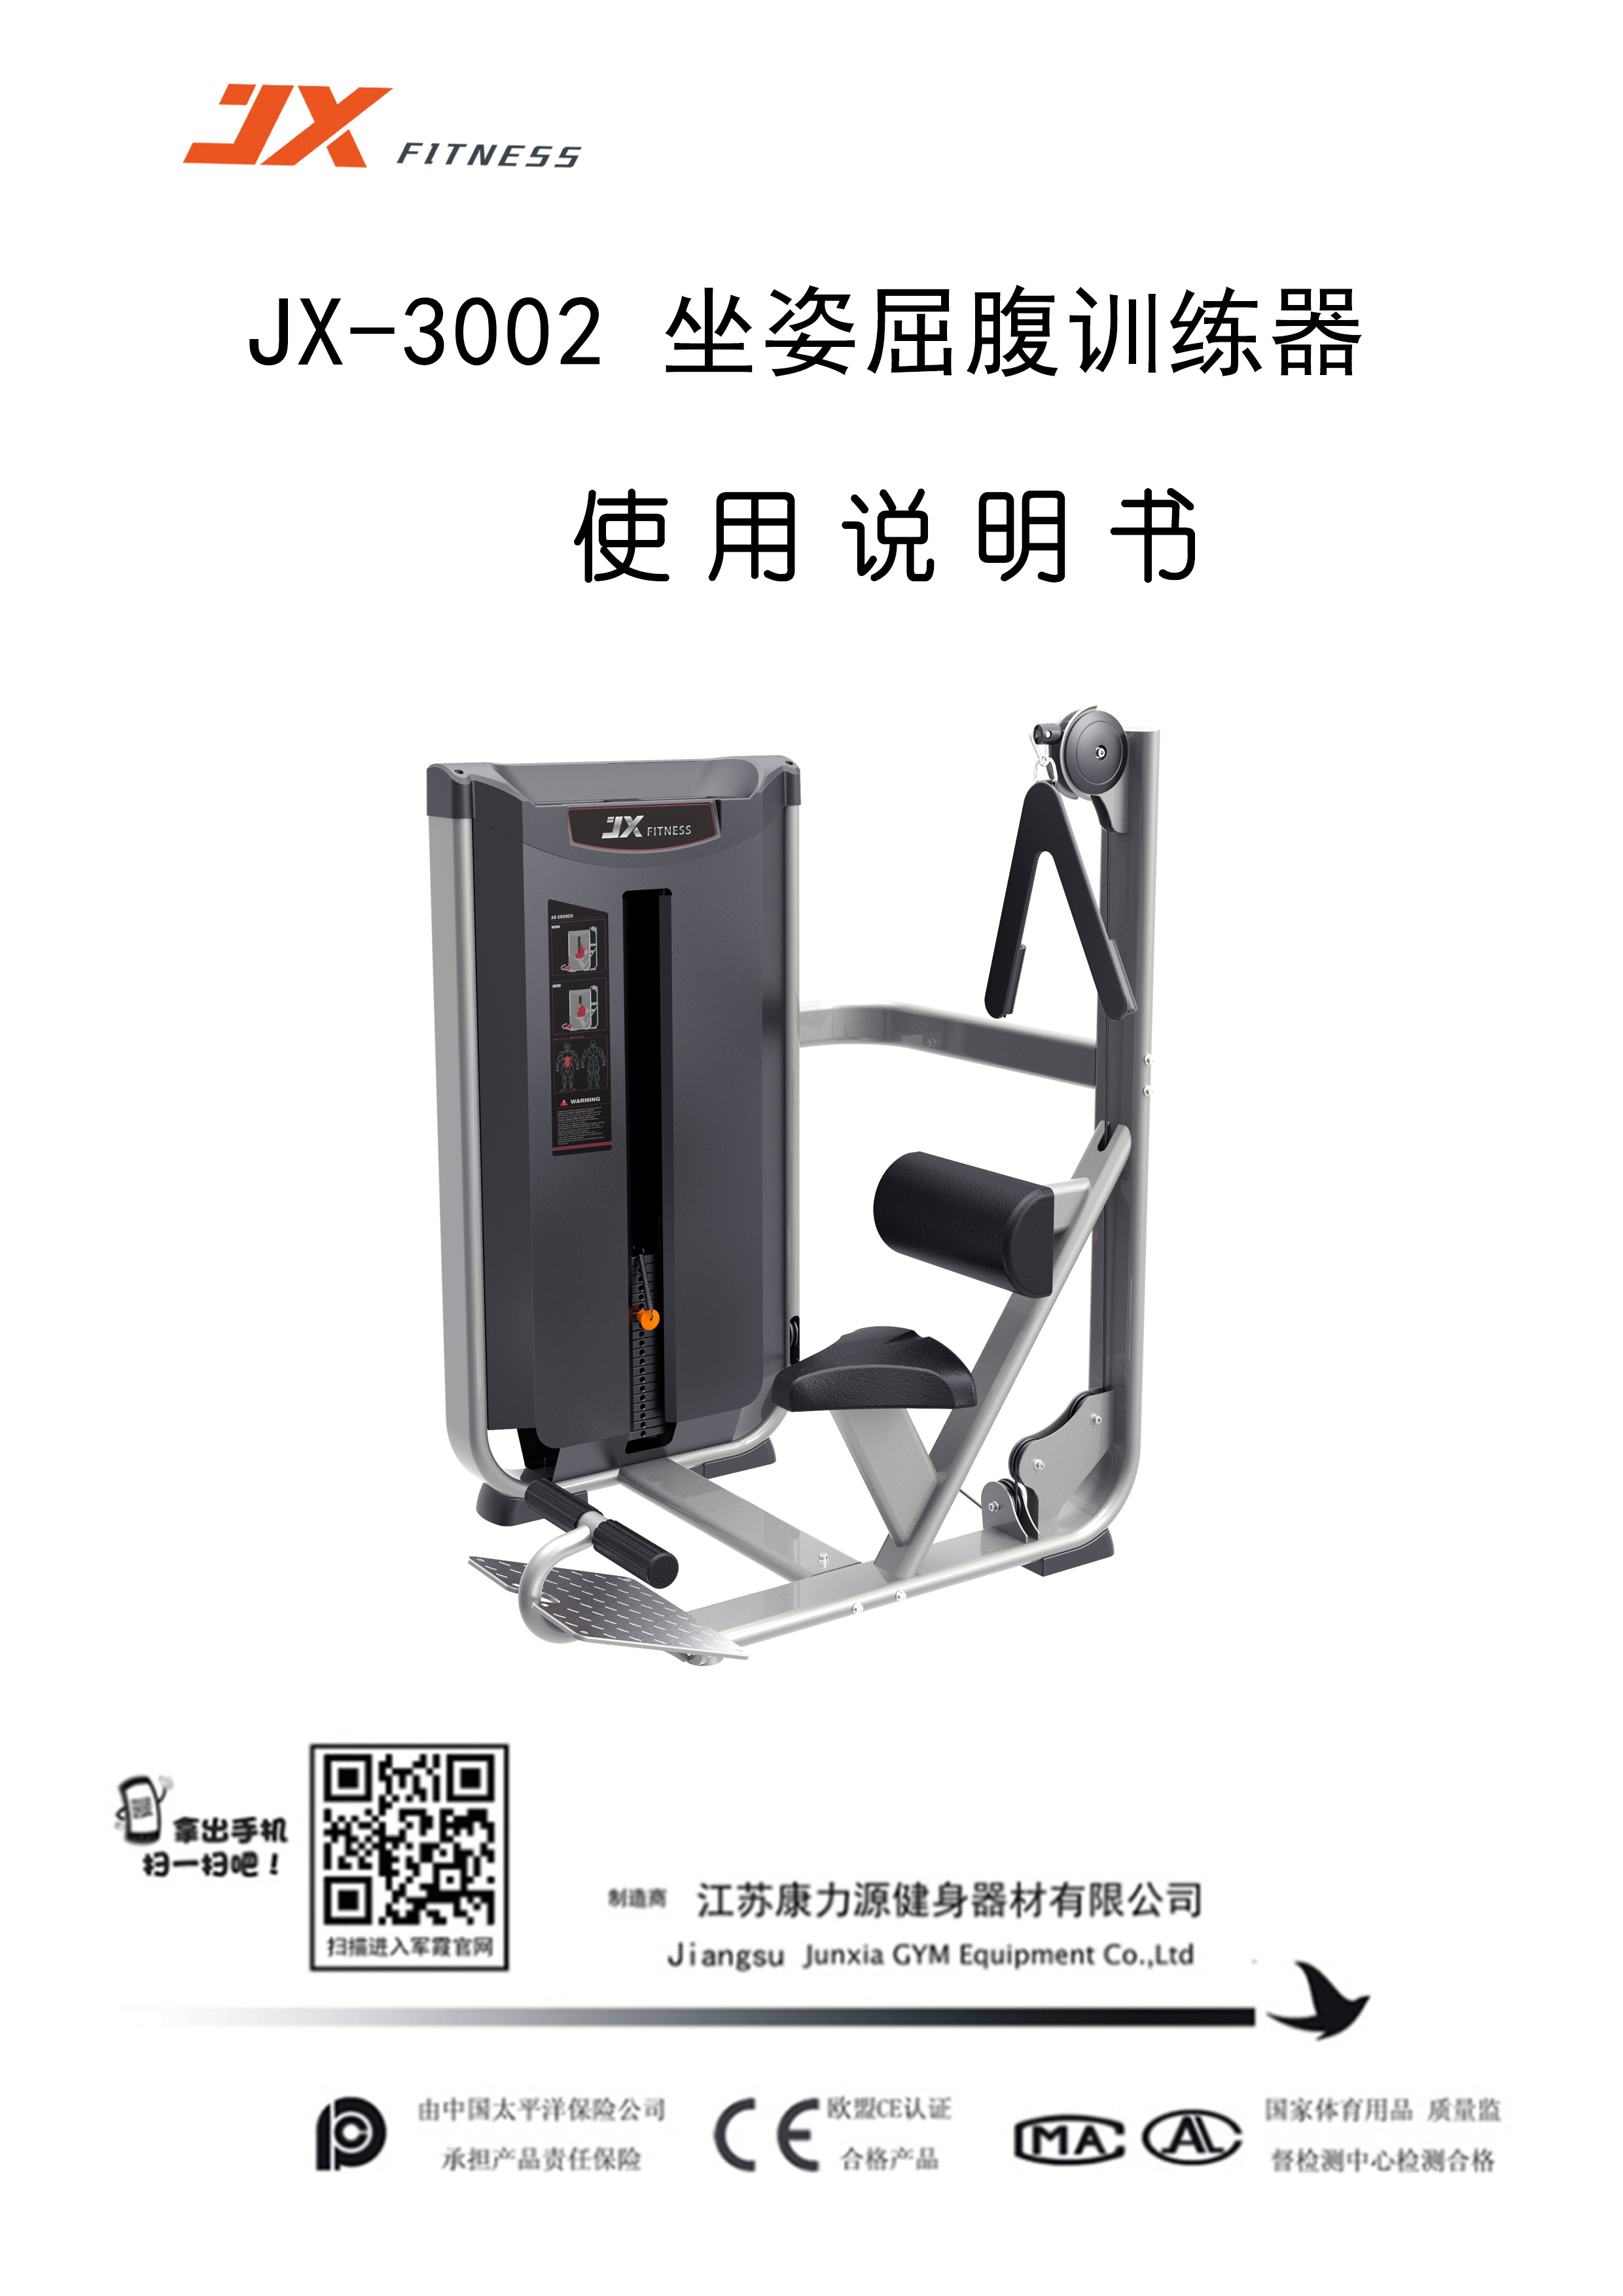 JX FITNESS
JX-3002 坐姿屈腹训练器
使用说明书
JX FITNESS
AB CRUNCH
WARNING
拿出手机
扫一扫吧!
扫描进入军霞官网
制造商 江苏康力源健身器材有限公司
Jiangsu Junxia GYM Equipment Co.,Ltd
由中国太平洋保险公司
承担产品责任保险
CE 欧盟CE认证
合格产品
MA AL 国家体育用品 质量监
督检测中心检测合格